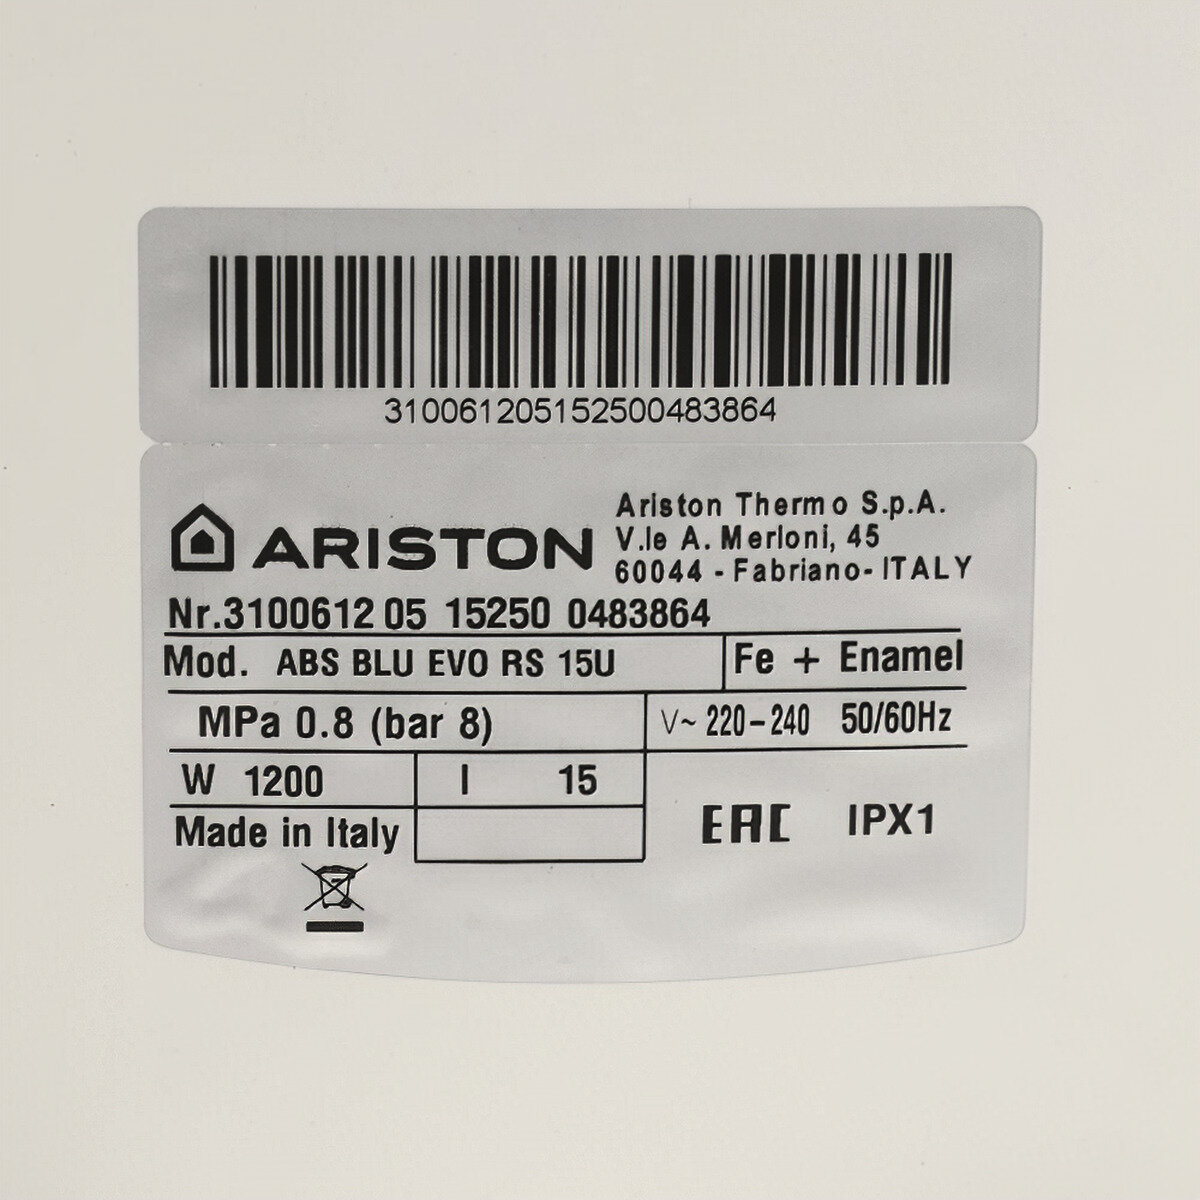 310061205152500483864
ARISTON
Ariston Thermo S.p.A.
V.le A. Merloni, 45
60044 - Fabriano- ITALY
Nr.3100612 05 15250 0483864
Mod. ABS BLU EVO RS 15U
Fe + Enamel
MPa 0.8 (bar 8)
V~ 220-240 50/60Hz
W 1200
l 15
Made in Italy
EAC IPX1